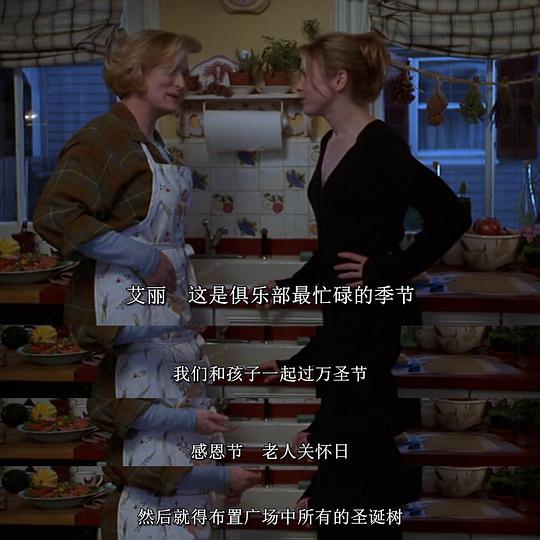 艾丽 这是俱乐部最忙碌的季节
我们和孩子一起过万圣节
感恩节 老人关怀日
然后就得布置广场中所有的圣诞树